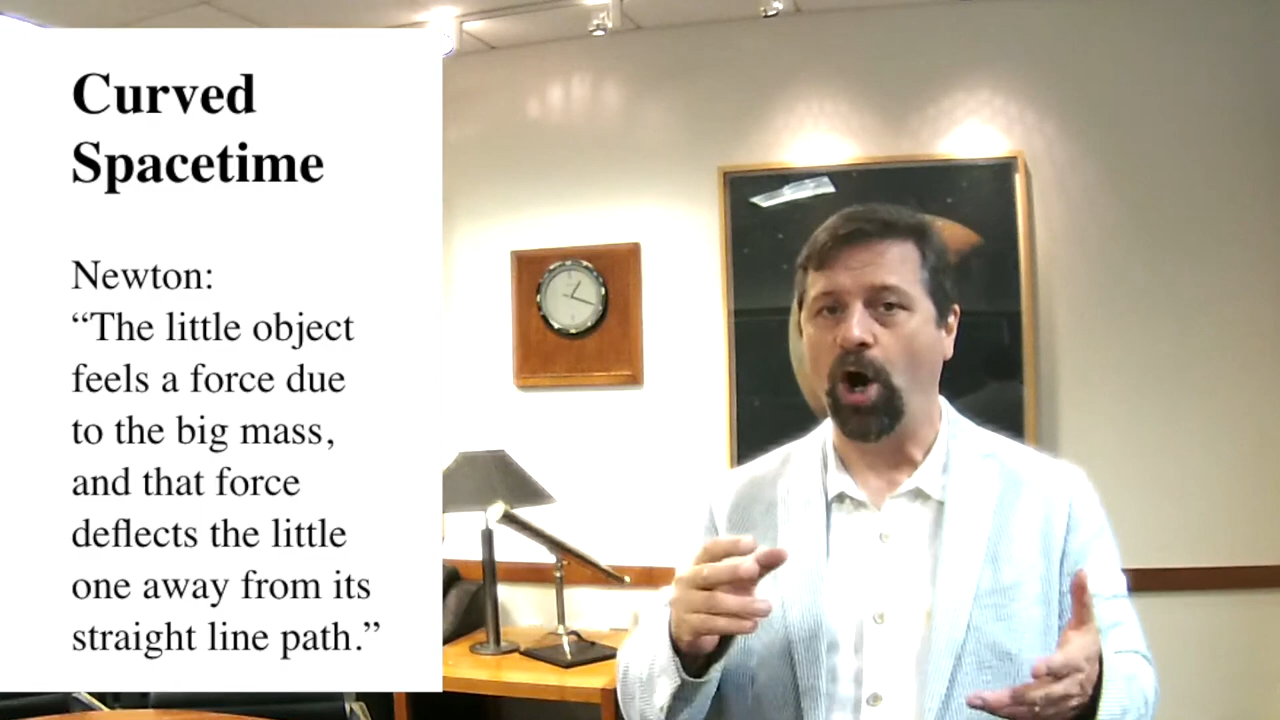 Curved
Spacetime
Newton:
“The little object
feels a force due
to the big mass,
and that force
deflects the little
one away from its
straight line path.”